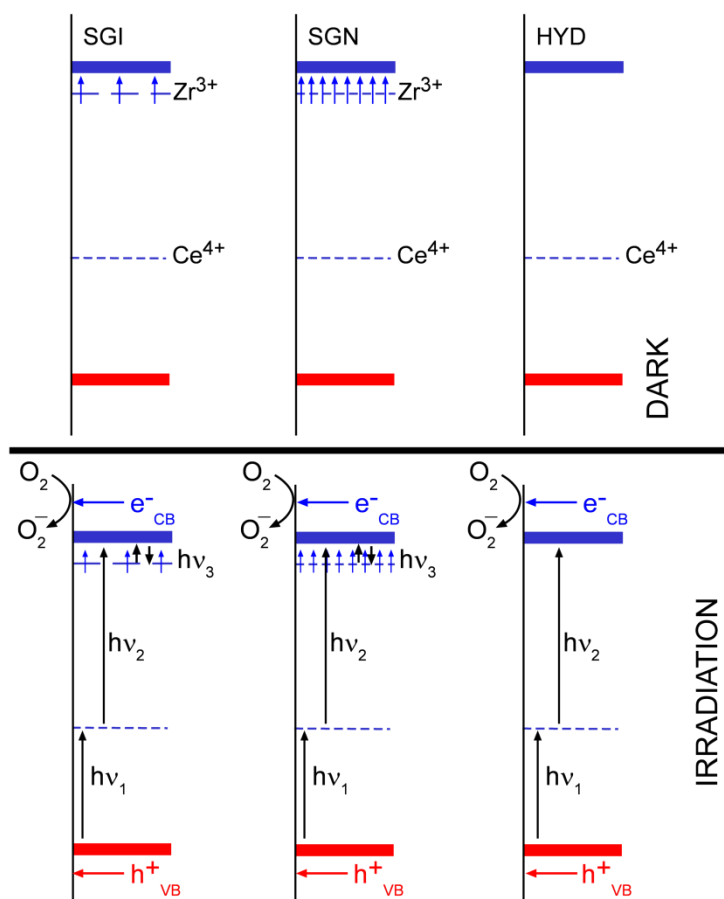 SGI
SGN
HYD
Zr³⁺
Zr³⁺
Ce⁴⁺
Ce⁴⁺
Ce⁴⁺
DARK
O₂
e⁻CB
O₂⁻
hν₃
hν₂
hν₁
h⁺VB
O₂
e⁻CB
O₂⁻
hν₃
hν₂
hν₁
h⁺VB
O₂
e⁻CB
O₂⁻
hν₂
hν₁
h⁺VB
IRRADIATION